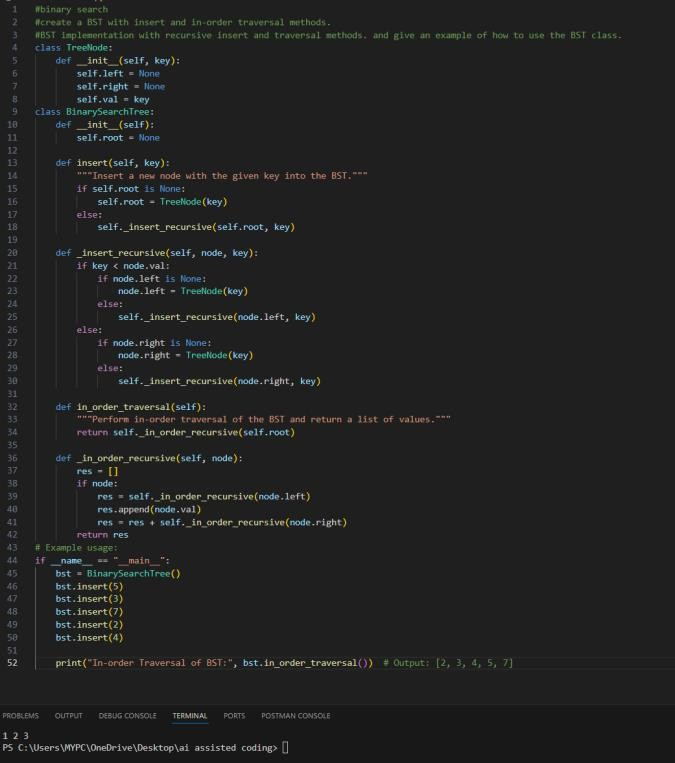 1 #binary search
2 #create a BST with insert and in-order traversal methods.
3 #BST implementation with recursive insert and traversal methods. and give an example of how to use the BST class.
4 class TreeNode:
5     def __init__(self, key):
6         self.left = None
7         self.right = None
8         self.val = key
9 class BinarySearchTree:
10     def __init__(self):
11         self.root = None
12
13     def insert(self, key):
14         """Insert a new node with the given key into the BST."""
15         if self.root is None:
16             self.root = TreeNode(key)
17         else:
18             self._insert_recursive(self.root, key)
19
20     def _insert_recursive(self, node, key):
21         if key < node.val:
22             if node.left is None:
23                 node.left = TreeNode(key)
24             else:
25                 self._insert_recursive(node.left, key)
26         else:
27             if node.right is None:
28                 node.right = TreeNode(key)
29             else:
30                 self._insert_recursive(node.right, key)
31
32     def in_order_traversal(self):
33         """Perform in-order traversal of the BST and return a list of values."""
34         return self._in_order_recursive(self.root)
35
36     def _in_order_recursive(self, node):
37         res = []
38         if node:
39             res = self._in_order_recursive(node.left)
40             res.append(node.val)
41             res = res + self._in_order_recursive(node.right)
42         return res
43 # Example usage:
44 if __name__ == "__main__":
45     bst = BinarySearchTree()
46     bst.insert(5)
47     bst.insert(3)
48     bst.insert(7)
49     bst.insert(2)
50     bst.insert(4)
51
52     print("In-order Traversal of BST:", bst.in_order_traversal())  # Output: [2, 3, 4, 5, 7]
PROBLEMS OUTPUT DEBUG CONSOLE TERMINAL PORTS POSTMAN CONSOLE
1 2 3
PS C:\Users\MYPC\OneDrive\Desktop\ai assisted coding>